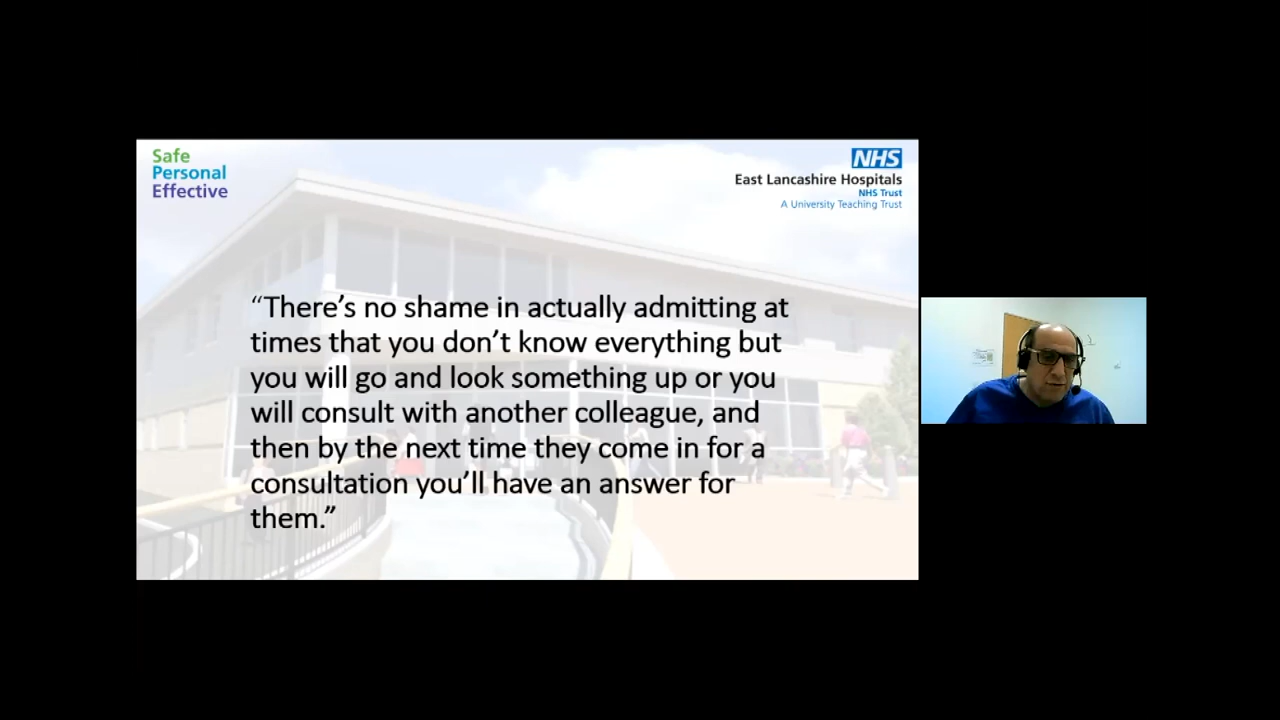 Safe
Personal
Effective
NHS
East Lancashire Hospitals
NHS Trust
A University Teaching Trust
“There’s no shame in actually admitting at
times that you don’t know everything but
you will go and look something up or you
will consult with another colleague, and
then by the next time they come in for a
consultation you’ll have an answer for
them.”